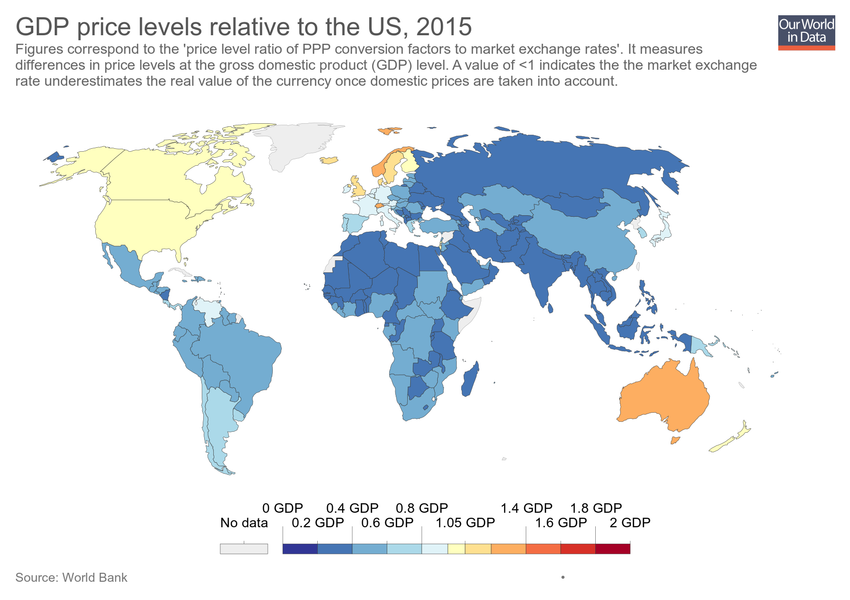 GDP price levels relative to the US, 2015
Our World
in Data
Figures correspond to the 'price level ratio of PPP conversion factors to market exchange rates'. It measures
differences in price levels at the gross domestic product (GDP) level. A value of <1 indicates the the market exchange
rate underestimates the real value of the currency once domestic prices are taken into account.
0 GDP 0.4 GDP 0.8 GDP 1.4 GDP 1.8 GDP
No data 0.2 GDP 0.6 GDP 1.05 GDP 1.6 GDP 2 GDP
Source: World Bank